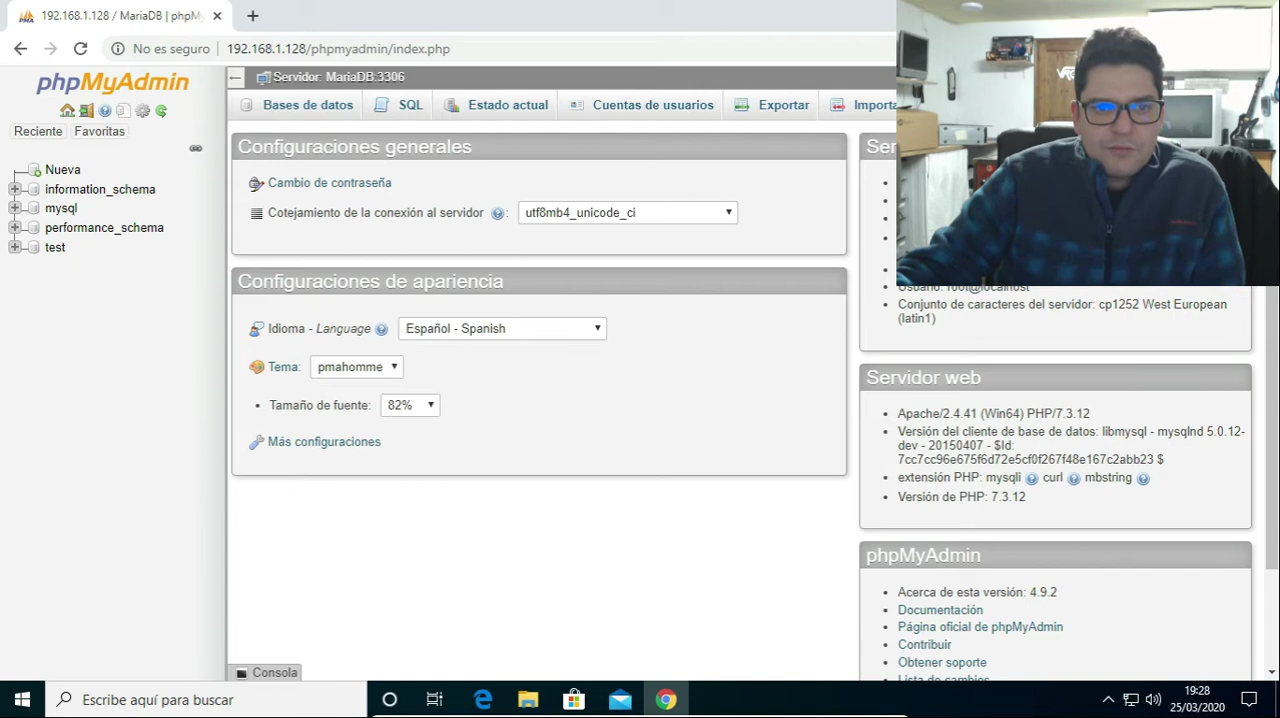 192.168.1.128 / MariaDB | phpM
No es seguro 192.168.1.128/phpmyadmin/index.php
phpMyAdmin
Reciente Favoritas
Nueva
information_schema
mysql
performance_schema
test
Servidor: MariaDB:3306
Bases de datos SQL Estado actual Cuentas de usuarios Exportar Importa
Configuraciones generales
Cambio de contraseña
Cotejamiento de la conexión al servidor : utf8mb4_unicode_ci
Configuraciones de apariencia
Idioma - Language Español - Spanish
Tema: pmahomme
Tamaño de fuente: 82%
Más configuraciones
Ser
Usuario: root@localhost
Conjunto de caracteres del servidor: cp1252 West European
(latin1)
Servidor web
Apache/2.4.41 (Win64) PHP/7.3.12
Versión del cliente de base de datos: libmysql - mysqlnd 5.0.12-
dev - 20150407 - $Id:
7cc7cc96e675f6d72e5cf0f267f48e167c2abb23 $
extensión PHP: mysqli curl mbstring
Versión de PHP: 7.3.12
phpMyAdmin
Acerca de esta versión: 4.9.2
Documentación
Página oficial de phpMyAdmin
Contribuir
Obtener soporte
Lista de cambios
Consola
Escribe aquí para buscar
19:28
25/03/2020